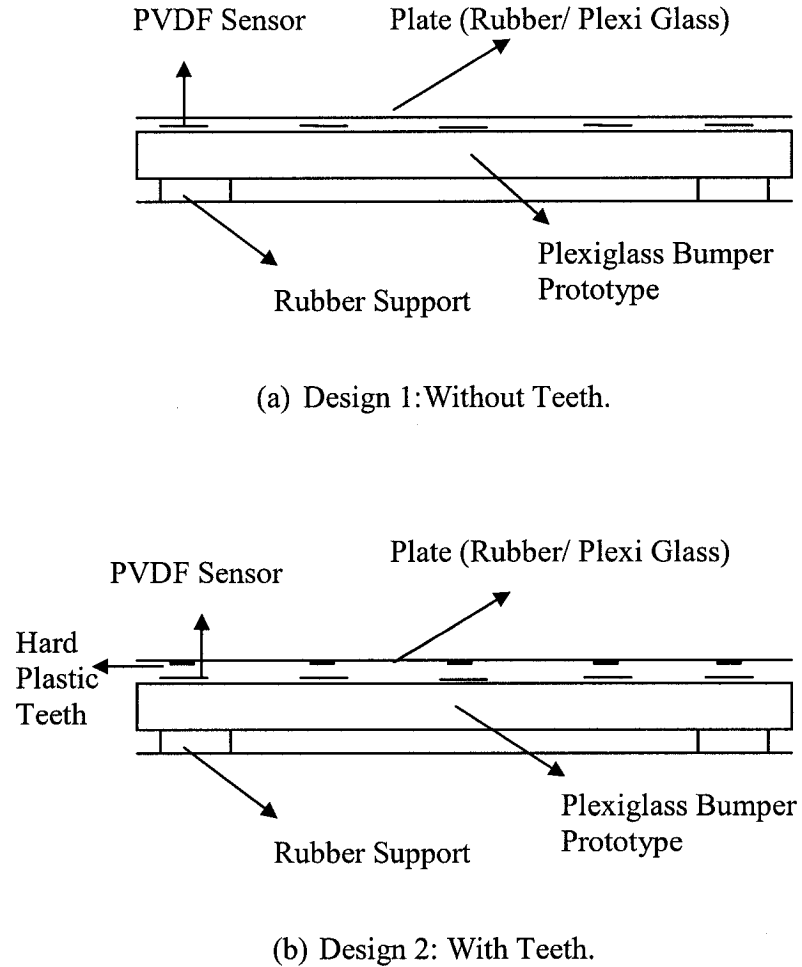 PVDF Sensor
Plate (Rubber/ Plexi Glass)
Plexiglass Bumper
Prototype
Rubber Support
(a) Design 1:Without Teeth.
Plate (Rubber/ Plexi Glass)
PVDF Sensor
Hard
Plastic
Teeth
Plexiglass Bumper
Prototype
Rubber Support
(b) Design 2: With Teeth.